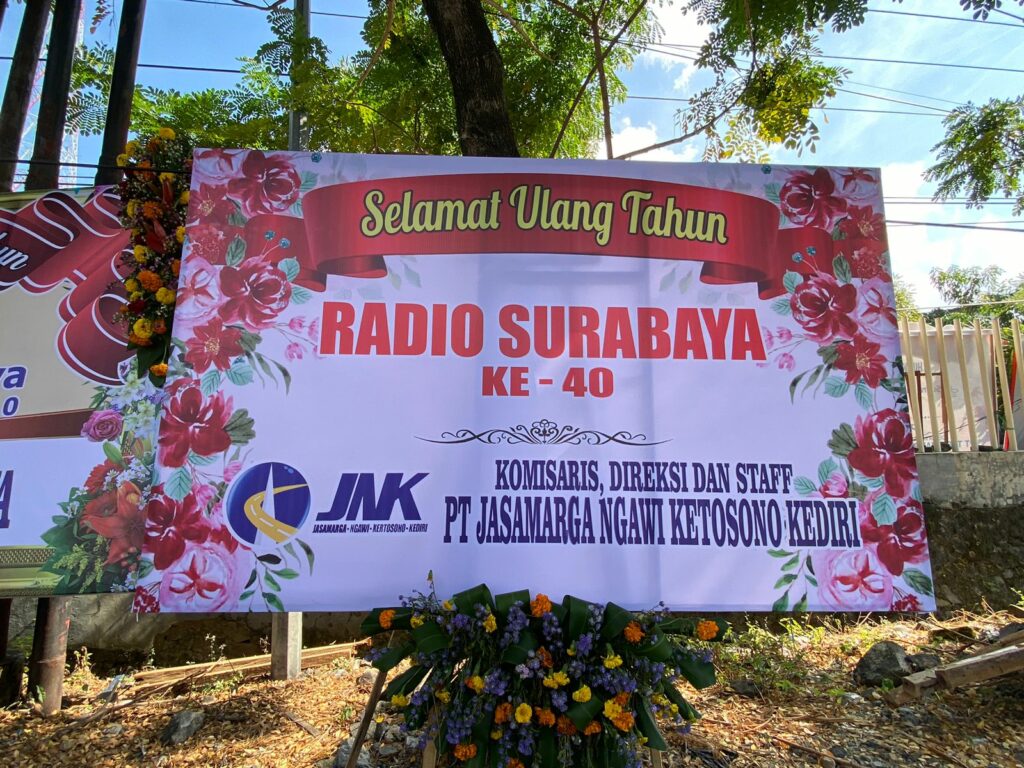 Selamat Ulang Tahun
RADIO SURABAYA
KE - 40
KOMISARIS, DIREKSI DAN STAFF
PT JASAMARGA NGAWI KETOSONO KEDIRI
JNK
JASAMARGA - NGAWI - KERTOSONO - KEDIRI